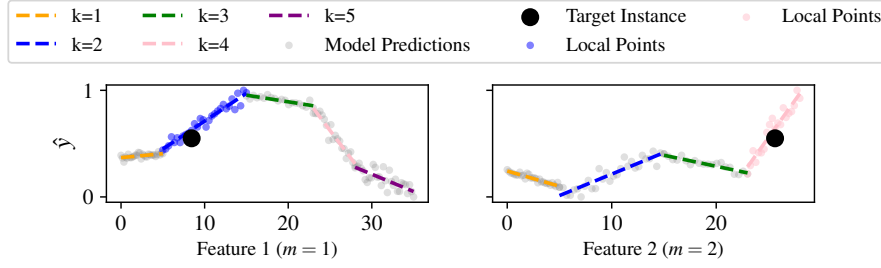 k=1 k=3 k=5 Target Instance Local Points
k=2 k=4 Model Predictions Local Points
1
0
ŷ
0 10 20 30
0 20
Feature 1 (m = 1) Feature 2 (m = 2)